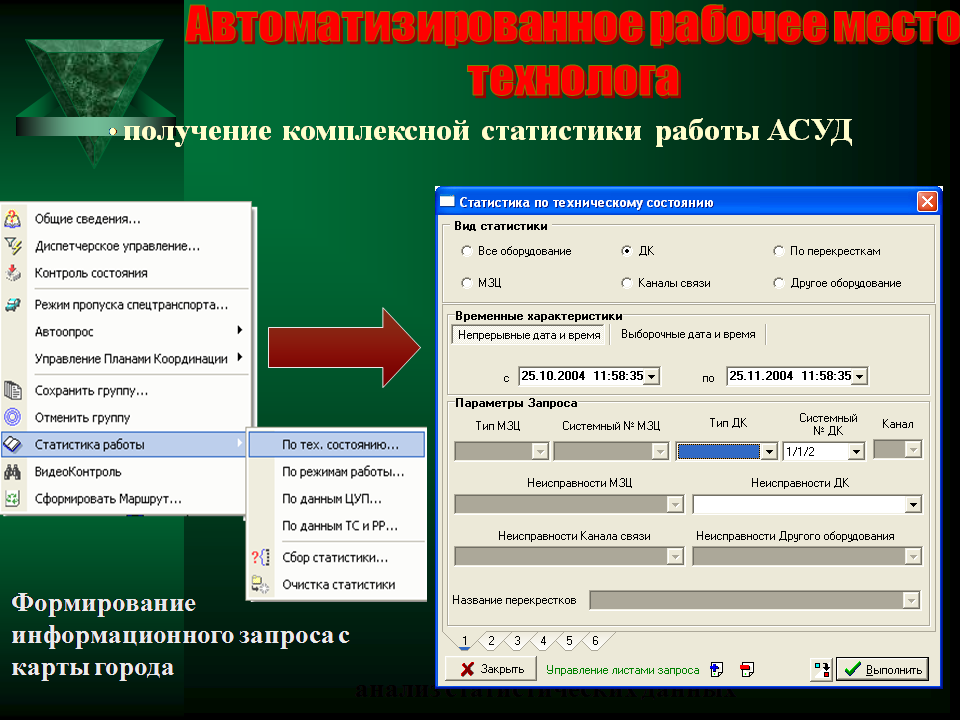 Автоматизированное рабочее место
технолога
• получение комплексной статистики работы АСУД
Общие сведения...
Диспетчерское управление...
Контроль состояния
Режим пропуска спецтранспорта...
Автоопрос
Управление Планами Координации
Сохранить группу...
Отменить группу
Статистика работы
ВидеоКонтроль
Сформировать Маршрут...
По тех. состоянию...
По режимам работы...
По данным ЦУП...
По данным ТС и РР...
Сбор статистики...
Очистка статистики
Формирование
информационного запроса с
карты города
Статистика по техническому состоянию
Вид статистики
Все оборудование ДК По перекресткам
МЗЦ Каналы связи Другое оборудование
Временные характеристики
Непрерывные дата и время Выборочные дата и время
с 25.10.2004 11:58:35 по 25.11.2004 11:58:35
Параметры Запроса
Тип МЗЦ Системный № МЗЦ Тип ДК Системный № ДК Канал
1/1/2
Неисправности МЗЦ Неисправности ДК
Неисправности Канала связи Неисправности Другого оборудования
Название перекрестков
1 2 3 4 5 6
Закрыть Управление листами запроса Выполнить
анализ статистических данных